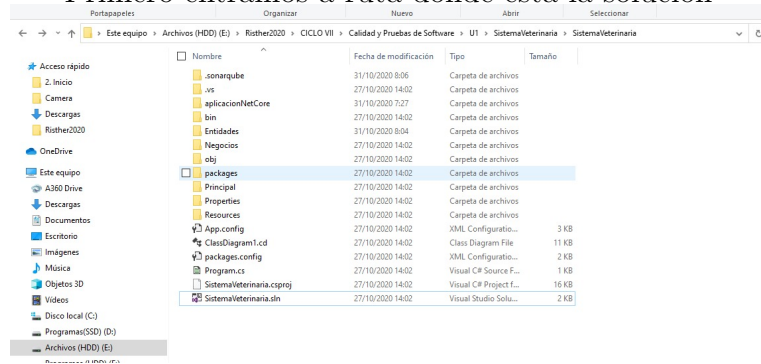 Primero entramos a ruta donde esta la solución
Portapapeles Organizar Nuevo Abrir Seleccionar
Este equipo > Archivos (HDD) (E:) > Risther2020 > CICLO VII > Calidad y Pruebas de Software > U1 > SistemaVeterinaria > SistemaVeterinaria
Nombre Fecha de modificación Tipo Tamaño
Acceso rápido
2. Inicio
Camera
Descargas
Risther2020
OneDrive
Este equipo
A360 Drive
Descargas
Documentos
Escritorio
Imágenes
Música
Objetos 3D
Vídeos
Disco local (C:)
Programas(SSD) (D:)
Archivos (HDD) (E:)
Programas (HDD) (F:)
.sonarqube 31/10/2020 8:06 Carpeta de archivos
.vs 27/10/2020 14:02 Carpeta de archivos
aplicacionNetCore 31/10/2020 7:27 Carpeta de archivos
bin 27/10/2020 14:02 Carpeta de archivos
Entidades 31/10/2020 8:04 Carpeta de archivos
Negocios 27/10/2020 14:02 Carpeta de archivos
obj 27/10/2020 14:02 Carpeta de archivos
packages 27/10/2020 14:02 Carpeta de archivos
Principal 27/10/2020 14:02 Carpeta de archivos
Properties 27/10/2020 14:02 Carpeta de archivos
Resources 27/10/2020 14:02 Carpeta de archivos
App.config 27/10/2020 14:02 XML Configuratio... 3 KB
ClassDiagram1.cd 27/10/2020 14:02 Class Diagram File 11 KB
packages.config 27/10/2020 14:02 XML Configuratio... 2 KB
Program.cs 27/10/2020 14:02 Visual C# Source F... 1 KB
SistemaVeterinaria.csproj 27/10/2020 14:02 Visual C# Project f... 16 KB
SistemaVeterinaria.sln 27/10/2020 14:02 Visual Studio Solu... 2 KB